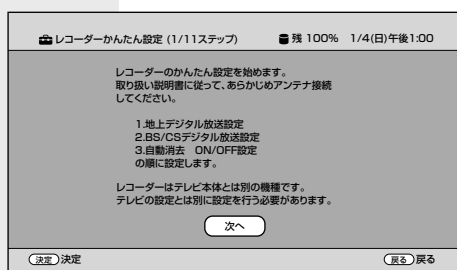 レコーダーかんたん設定 (1/11ステップ) 残 100% 1/4(日)午後1:00
レコーダーのかんたん設定を始めます。
取り扱い説明書に従って、あらかじめアンテナ接続
してください。
1.地上デジタル放送設定
2.BS/CSデジタル放送設定
3.自動消去 ON/OFF設定
の順に設定します。
レコーダーはテレビ本体とは別の機種です。
テレビの設定とは別に設定を行う必要があります。
次へ
決定 決定 戻る 戻る